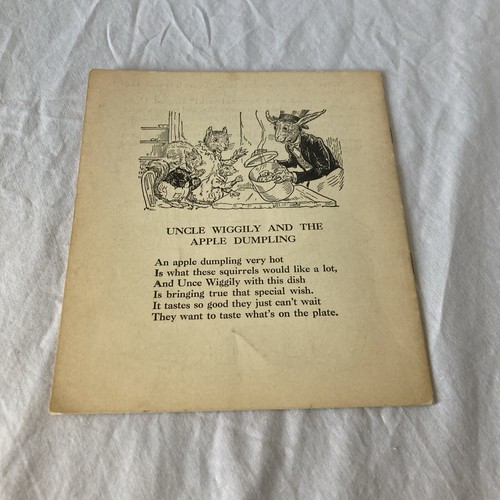 UNCLE WIGGILY AND THE
APPLE DUMPLING
An apple dumpling very hot
Is what these squirrels would like a lot,
And Unce Wiggily with this dish
Is bringing true that special wish.
It tastes so good they just can't wait
They want to taste what's on the plate.